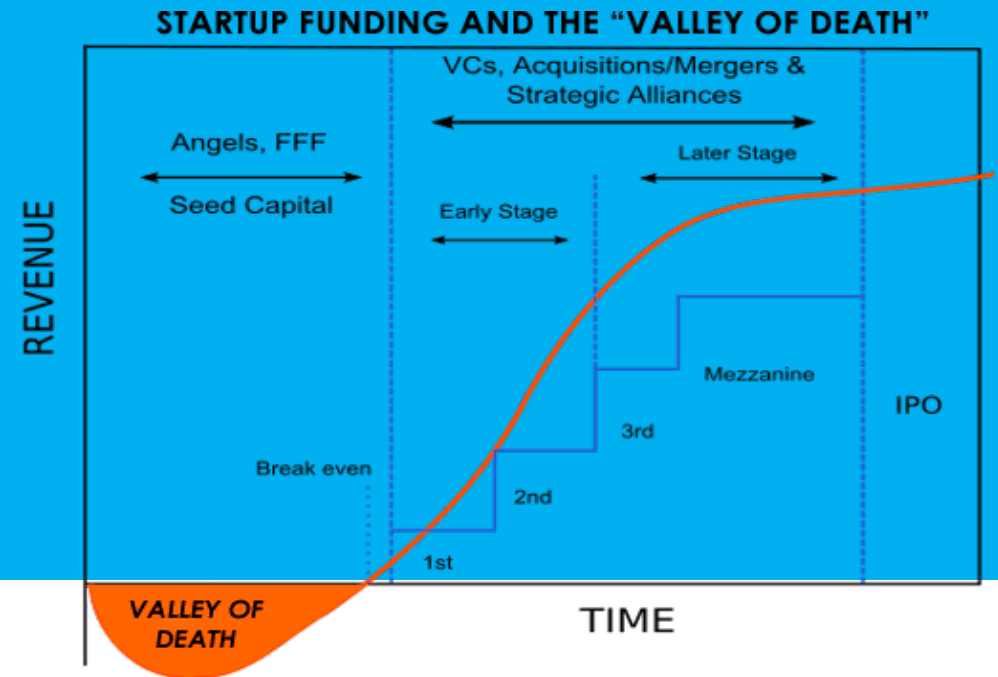 STARTUP FUNDING AND THE “VALLEY OF DEATH”
VCs, Acquisitions/Mergers &
Strategic Alliances
Angels, FFF
Seed Capital
Later Stage
Early Stage
REVENUE
Mezzanine
IPO
3rd
Break even
2nd
1st
VALLEY OF
DEATH
TIME